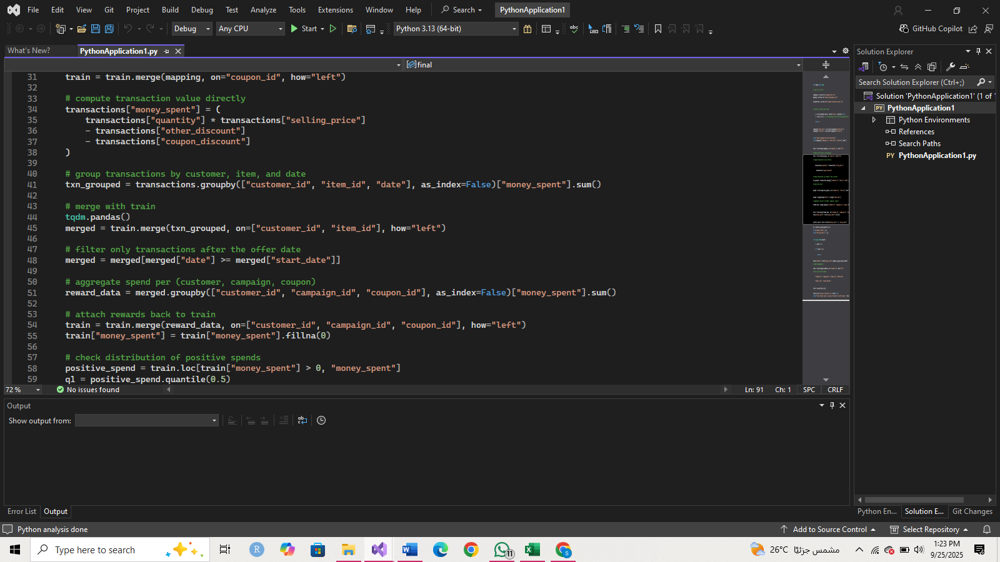 File Edit View Git Project Build Debug Test Analyze Tools Extensions Window Help Search PythonApplication1
Debug Any CPU Start Python 3.13 (64-bit) GitHub Copilot
What's New? PythonApplication1.py
final
31 train = train.merge(mapping, on="coupon_id", how="left")
32
33 # compute transaction value directly
34 transactions["money_spent"] = (
35 transactions["quantity"] * transactions["selling_price"]
36 - transactions["other_discount"]
37 - transactions["coupon_discount"]
38 )
39
40 # group transactions by customer, item, and date
41 txn_grouped = transactions.groupby(["customer_id", "item_id", "date"], as_index=False)["money_spent"].sum()
42
43 # merge with train
44 tqdm.pandas()
45 merged = train.merge(txn_grouped, on=["customer_id", "item_id"], how="left")
46
47 # filter only transactions after the offer date
48 merged = merged[merged["date"] >= merged["start_date"]]
49
50 # aggregate spend per (customer, campaign, coupon)
51 reward_data = merged.groupby(["customer_id", "campaign_id", "coupon_id"], as_index=False)["money_spent"].sum()
52
53 # attach rewards back to train
54 train = train.merge(reward_data, on=["customer_id", "campaign_id", "coupon_id"], how="left")
55 train["money_spent"] = train["money_spent"].fillna(0)
56
57 # check distribution of positive spends
58 positive_spend = train.loc[train["money_spent"] > 0, "money_spent"]
59 q1 = positive_spend.quantile(0.5)
72 % No issues found Ln: 91 Ch: 1 SPC CRLF
Output
Show output from:
Error List Output
Solution Explorer
Search Solution Explorer (Ctrl+;)
Solution 'PythonApplication1' (1 of 1
PY PythonApplication1
Python Environments
References
Search Paths
PY PythonApplication1.py
Python En... Solution E... Git Changes
Python analysis done Add to Source Control Select Repository
Type here to search 11 26°C مشمس جزئيًا 1:23 PM
9/25/2025